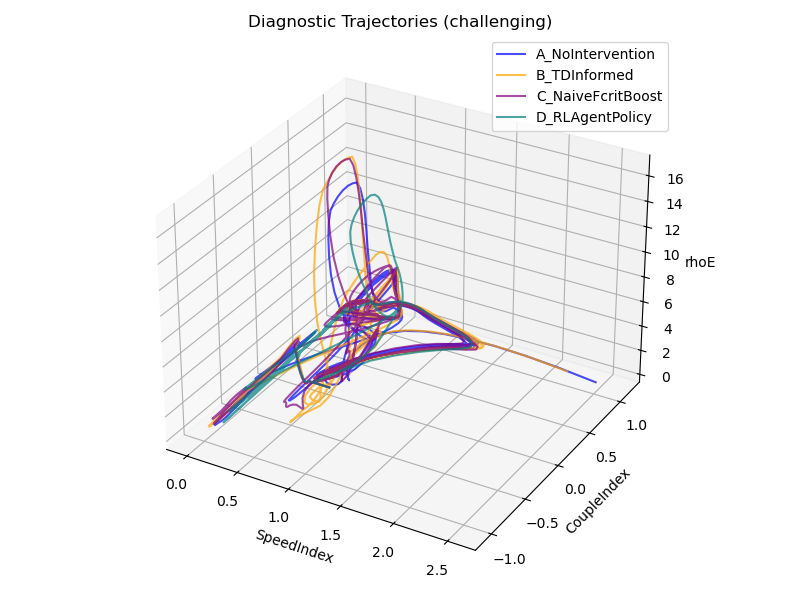 Diagnostic Trajectories (challenging)
A_NoIntervention
B_TDInformed
C_NaiveFcritBoost
D_RLAgentPolicy
16
14
12
10
8
6
4
2
0
rhoE
1.0
0.5
0.0
−0.5
−1.0
CoupleIndex
0.0
0.5
1.0
1.5
2.0
2.5
SpeedIndex